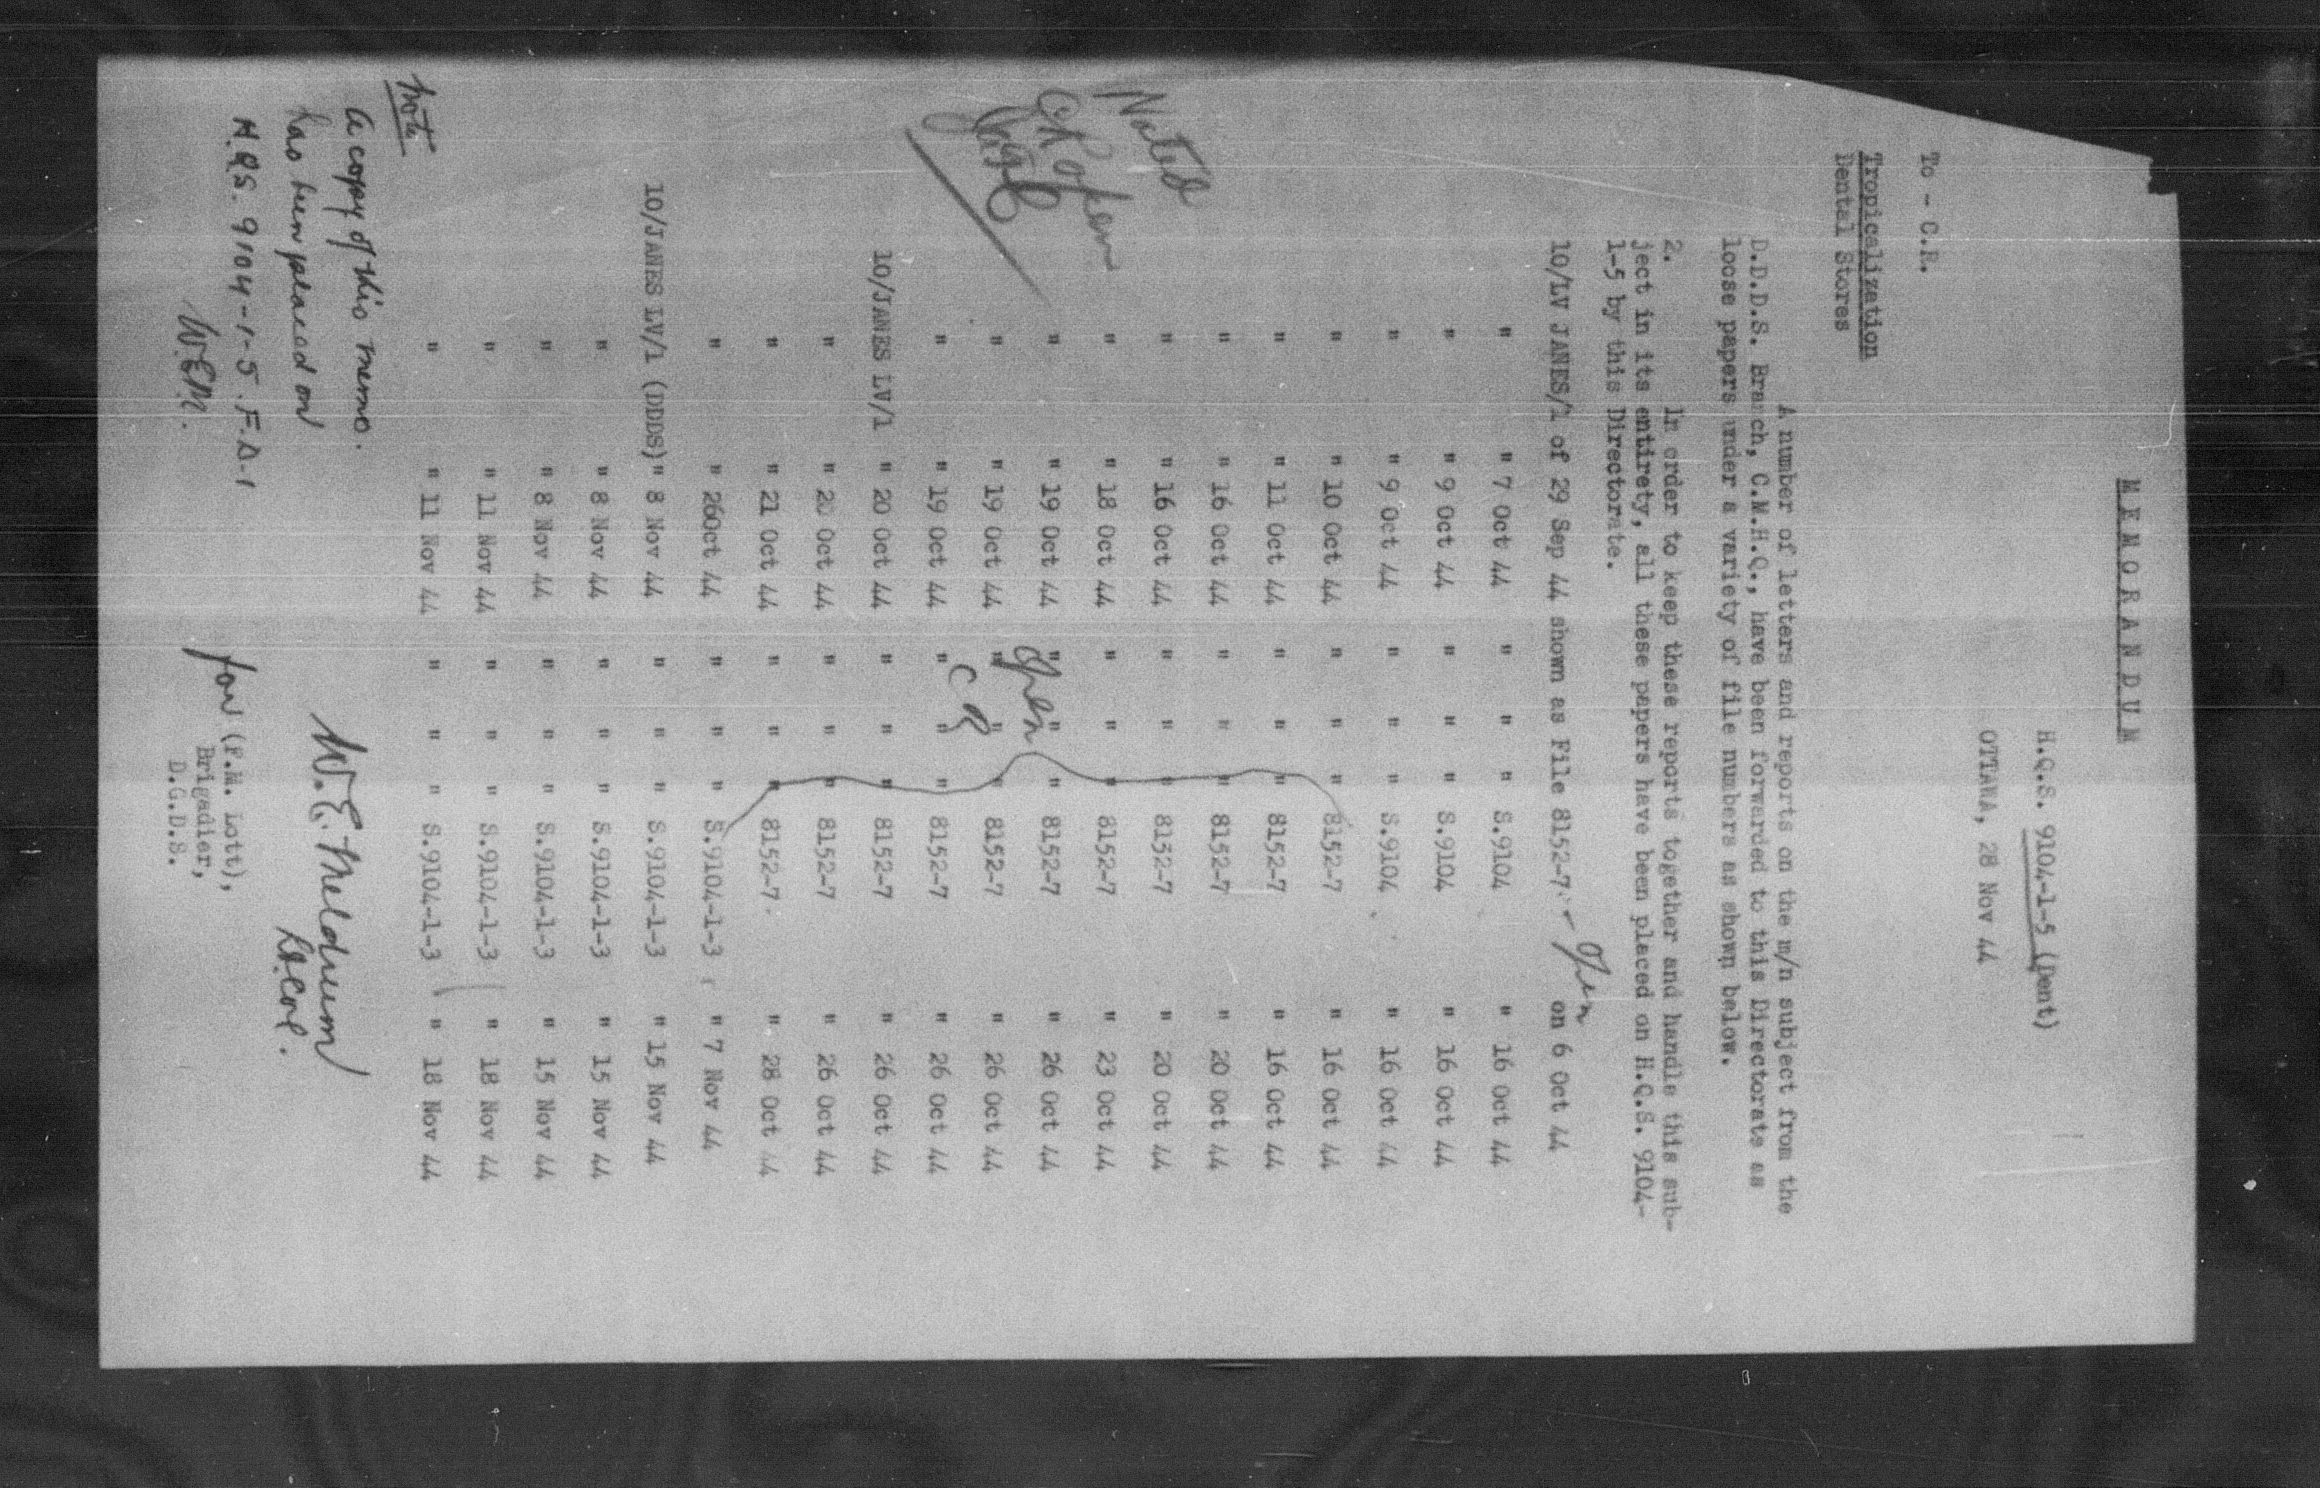 M E M O R A N D U M
H.Q.S. 9104-1-5 (Dent)
OTTAWA, 28 Nov 44
To - C.R.
Tropicalization
Dental Stores
A number of letters and reports on the m/n subject from the
D.D.D.S. Branch, C.M.H.Q., have been forwarded to this Directorate as
loose papers under a variety of file numbers as shown below.
2. In order to keep these reports together and handle this sub-
ject in its entirety, all these papers have been placed on H.Q.S. 9104-
1-5 by this Directorate.
10/LV JANES/1 of 29 Sep 44 shown as File 8152-7 - Open on 6 Oct 44
" " 7 Oct 44 " " " S.9104 " 16 Oct 44
" " 9 Oct 44 " " " S.9104 " 16 Oct 44
" " 9 Oct 44 " " " S.9104 " 16 Oct 44
" " 10 Oct 44 " " " 8152-7 " 16 Oct 44
" " 11 Oct 44 " " " 8152-7 " 16 Oct 44
" " 16 Oct 44 " " " 8152-7 " 20 Oct 44
" " 16 Oct 44 " " " 8152-7 " 20 Oct 44
" " 18 Oct 44 " " " 8152-7 " 23 Oct 44
" " 19 Oct 44 " " " 8152-7 " 26 Oct 44
" " 19 Oct 44 " " " 8152-7 " 26 Oct 44
" " 19 Oct 44 " " " 8152-7 " 26 Oct 44
10/JANES LV/1 " 20 Oct 44 " " " 8152-7 " 26 Oct 44
" " 20 Oct 44 " " " 8152-7 " 26 Oct 44
" " 21 Oct 44 " " " 8152-7 " 28 Oct 44
" " 26Oct 44 " " " S.9104-1-3 " 7 Nov 44
10/JANES LV/1 (DDDS)" 8 Nov 44 " " " S.9104-1-3 " 15 Nov 44
" " 8 Nov 44 " " " S.9104-1-3 " 15 Nov 44
" " 8 Nov 44 " " " S.9104-1-3 " 15 Nov 44
" " 11 Nov 44 " " " S.9104-1-3 " 18 Nov 44
" " 11 Nov 44 " " " S.9104-1-3 " 18 Nov 44
Noted
Open
CR
Note
A copy of this memo.
has been placed on
H.Q.S. 9104-1-5 F.D-1
W.E.M.
W.E. Meldrum
for (F.M. Lott),
Brigadier,
D.G.D.S.